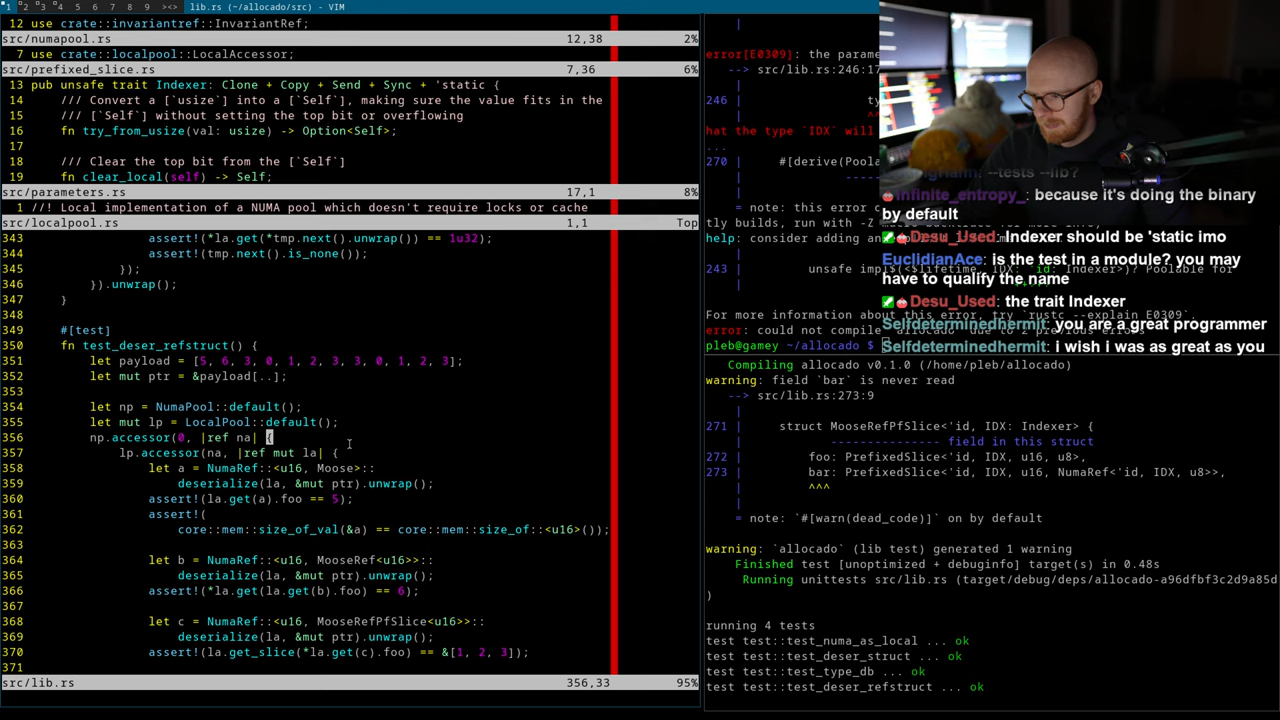 1 2 3 4 5 6 7 8 9 ><> lib.rs (~/allocado/src) - VIM
12 use crate::invariantref::InvariantRef;
src/numapool.rs 12,38 2%
7 use crate::localpool::LocalAccessor;
src/prefixed_slice.rs 7,36 6%
13 pub unsafe trait Indexer: Clone + Copy + Send + Sync + 'static {
14 /// Convert a [`usize`] into a [`Self`], making sure the value fits in the
15 /// [`Self`] without setting the top bit or overflowing
16 fn try_from_usize(val: usize) -> Option<Self>;
17
18 /// Clear the top bit from the [`Self`]
19 fn clear_local(self) -> Self;
src/parameters.rs 17,1 8%
1 //! Local implementation of a NUMA pool which doesn't require locks or cache
src/localpool.rs 1,1 Top
343 assert!(*la.get(*tmp.next().unwrap()) == 1u32);
344 assert!(tmp.next().is_none());
345 });
346 }).unwrap();
347 }
348
349 #[test]
350 fn test_deser_refstruct() {
351 let payload = [5, 6, 3, 0, 1, 2, 3, 3, 0, 1, 2, 3];
352 let mut ptr = &payload[..];
353
354 let np = NumaPool::default();
355 let mut lp = LocalPool::default();
356 np.accessor(0, |ref na| {
357 lp.accessor(na, |ref mut la| {
358 let a = NumaRef::<u16, Moose>::
359 deserialize(la, &mut ptr).unwrap();
360 assert!(la.get(a).foo == 5);
361 assert!(
362 core::mem::size_of_val(&a) == core::mem::size_of::<u16>());
363
364 let b = NumaRef::<u16, MooseRef<u16>>::
365 deserialize(la, &mut ptr).unwrap();
366 assert!(*la.get(la.get(b).foo) == 6);
367
368 let c = NumaRef::<u16, MooseRefPfSlice<u16>>::
369 deserialize(la, &mut ptr).unwrap();
370 assert!(la.get_slice(*la.get(c).foo) == &[1, 2, 3]);
371
src/lib.rs 356,33 95%
error[E0309]: the parame
--> src/lib.rs:246:17
|
246 | ty
|
hat the type `IDX` will
...
270 | #[derive(Poola
| -----
|
= note: this error o
tly builds, run with -Z
help: consider adding an
|
243 | unsafe impl$(<$lifetime, IDX: `id: Indexer>)? Poolable for
| ++++
For more information about this error, try `rustc --explain E0309`.
error: could not compile `allocado` due to 2 previous errors
pleb@gamey ~/allocado $
--tests --lib?
infinite_entropy_: because it's doing the binary
by default
Desu_Used: Indexer should be 'static imo
EuclidianAce: is the test in a module? you may
have to qualify the name
Desu_Used: the trait Indexer
Selfdeterminedhermit: you are a great programmer
Selfdeterminedhermit: i wish i was as great as you
Compiling allocado v0.1.0 (/home/pleb/allocado)
warning: field `bar` is never read
--> src/lib.rs:273:9
|
271 | struct MooseRefPfSlice<'id, IDX: Indexer> {
| --------------- field in this struct
272 | foo: PrefixedSlice<'id, IDX, u16, u8>,
273 | bar: PrefixedSlice<'id, IDX, u16, NumaRef<'id, IDX, u8>>,
| ^^^
|
= note: `#[warn(dead_code)]` on by default
warning: `allocado` (lib test) generated 1 warning
Finished test [unoptimized + debuginfo] target(s) in 0.48s
Running unittests src/lib.rs (target/debug/deps/allocado-a96dfbf3c2d9a85d
)
running 4 tests
test test::test_numa_as_local ... ok
test test::test_deser_struct ... ok
test test::test_type_db ... ok
test test::test_deser_refstruct ... ok